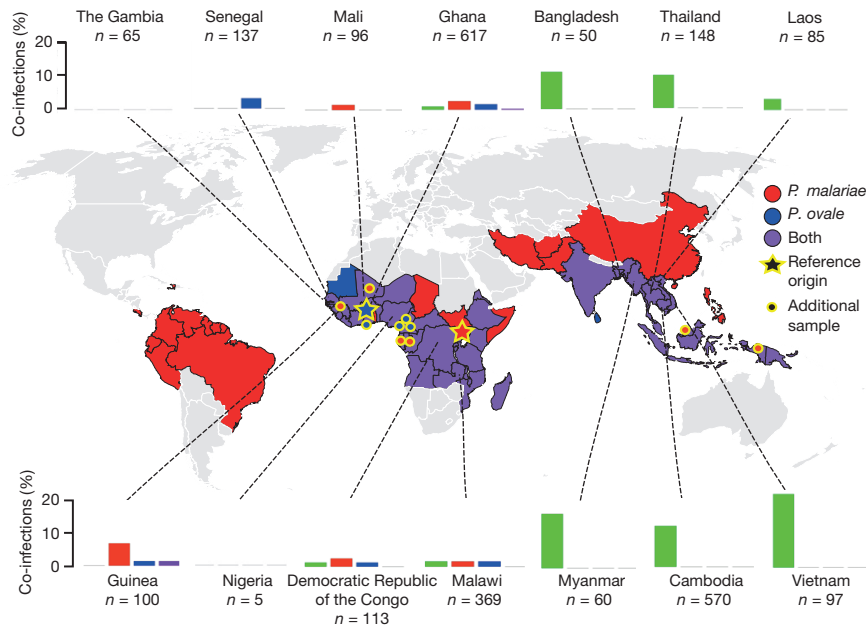 The Gambia Senegal Mali Ghana Bangladesh Thailand Laos
n = 65 n = 137 n = 96 n = 617 n = 50 n = 148 n = 85
Co-infections (%)
20
10
0
P. malariae
P. ovale
Both
Reference
origin
Additional
sample
Co-infections (%)
20
10
0
Guinea Nigeria Democratic Republic Malawi Myanmar Cambodia Vietnam
n = 100 n = 5 of the Congo n = 369 n = 60 n = 570 n = 97
n = 113